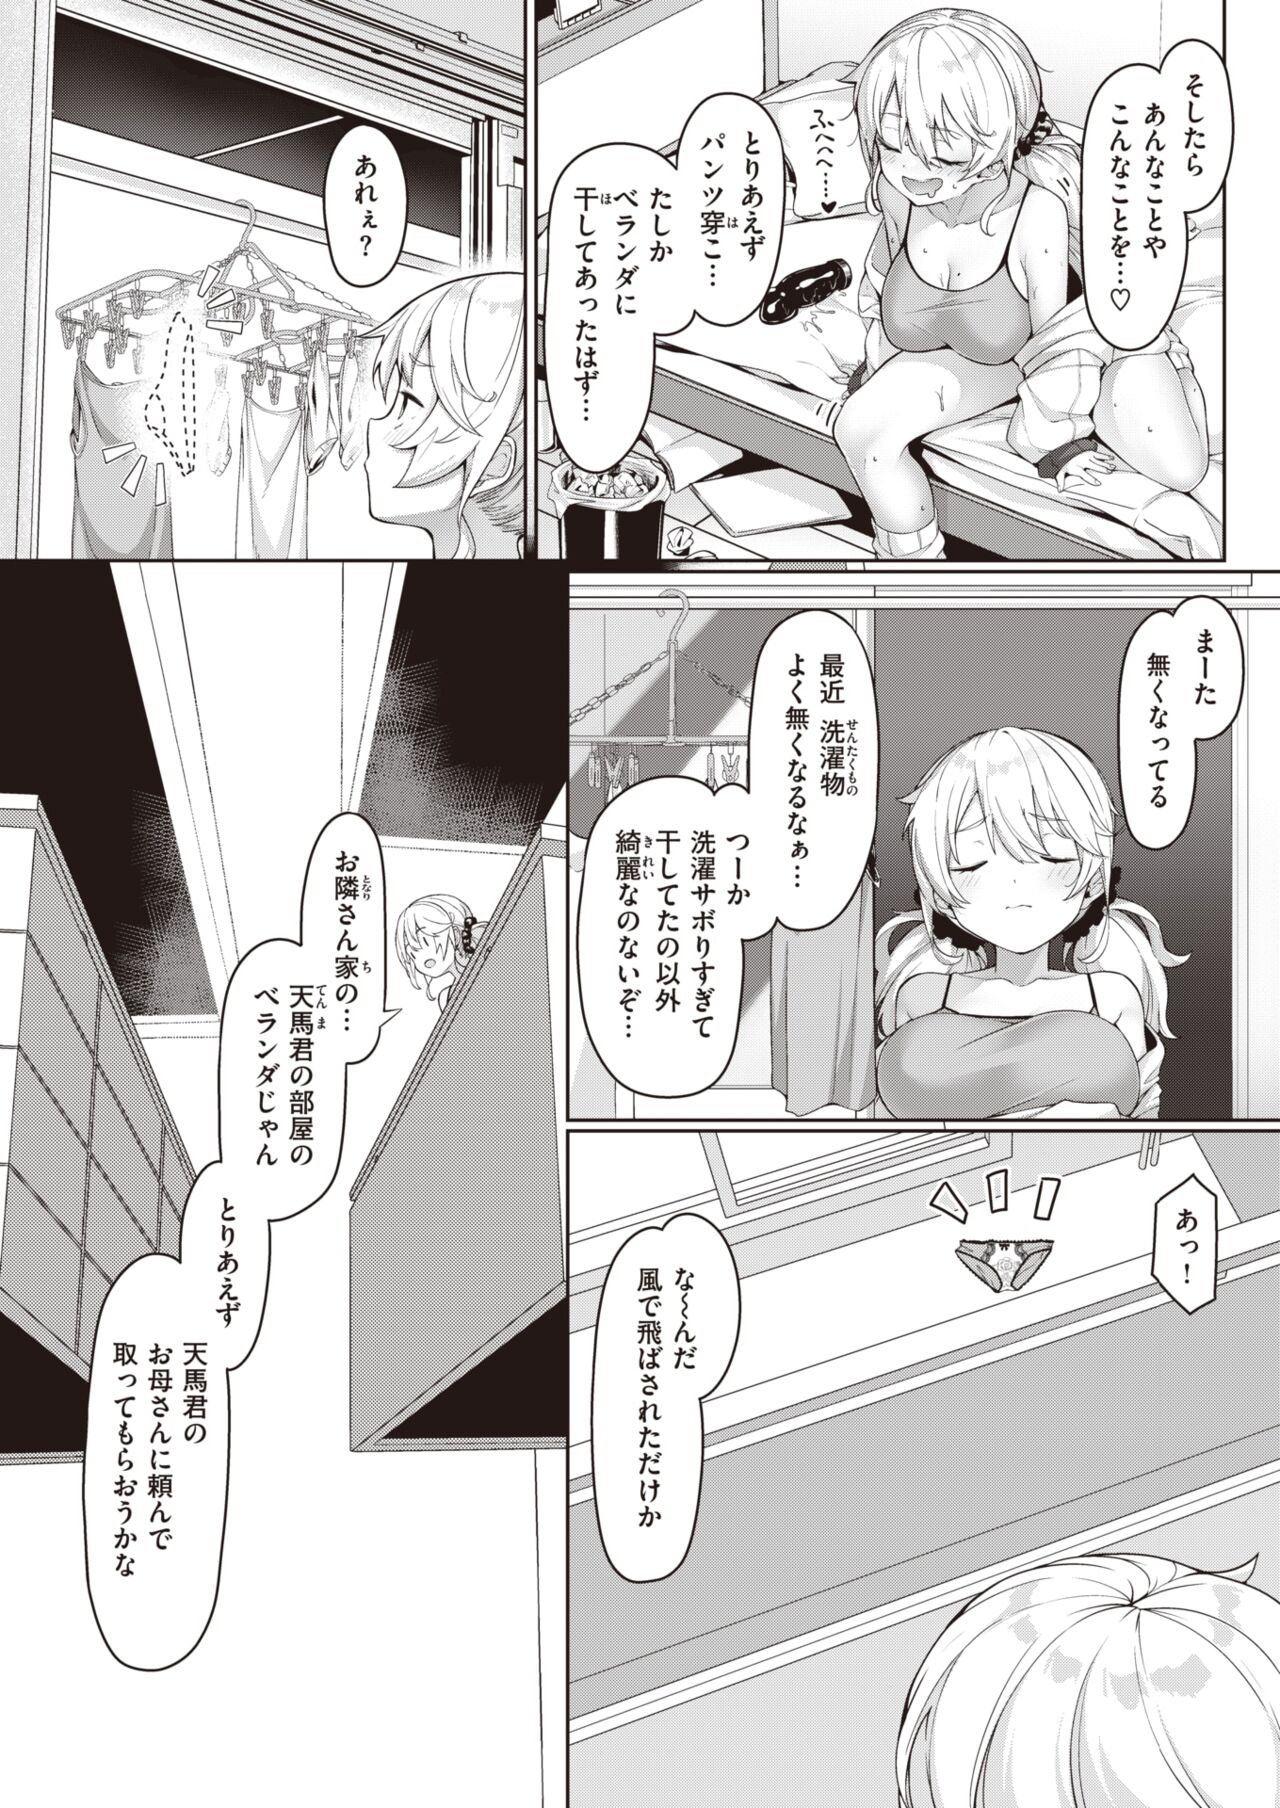 そしたら
あんなことや
こんなことを…♡
ふへへへ……♥
とりあえず
パンツ穿こ…
たしか
ベランダに
干してあったはず…
あれぇ？
まーた
無くなってる
最近 洗濯物
よく無くなるなぁ…
つーか
洗濯サボりすぎて
干してたの以外
綺麗なのないぞ…
あっ！
な〜んだ
風で飛ばされただけか
お隣さん家の…
天馬君の部屋の
ベランダじゃん
とりあえず
天馬君の
お母さんに頼んで
取ってもらおうかな